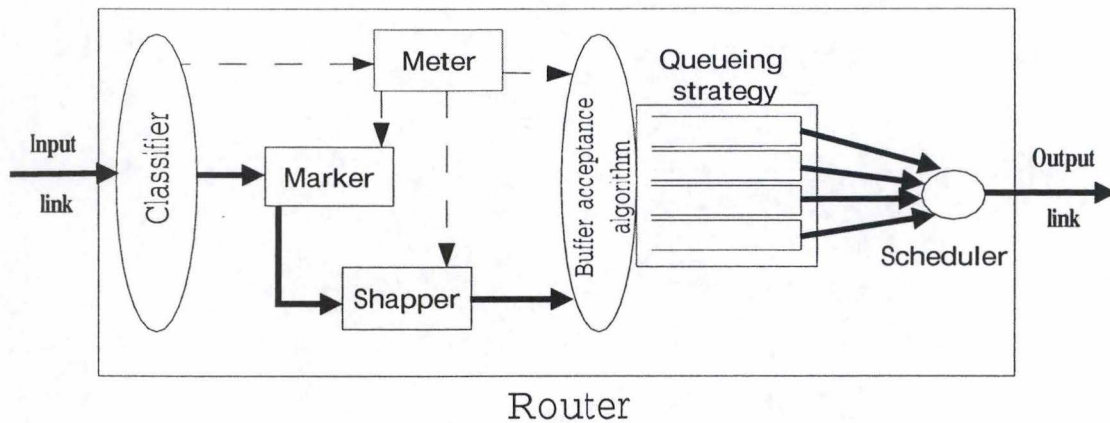 Meter
Queueing
strategy
Input
link
Classifier
Marker
Shapper
Buffer acceptance
algorithm
Scheduler
Output
link
Router